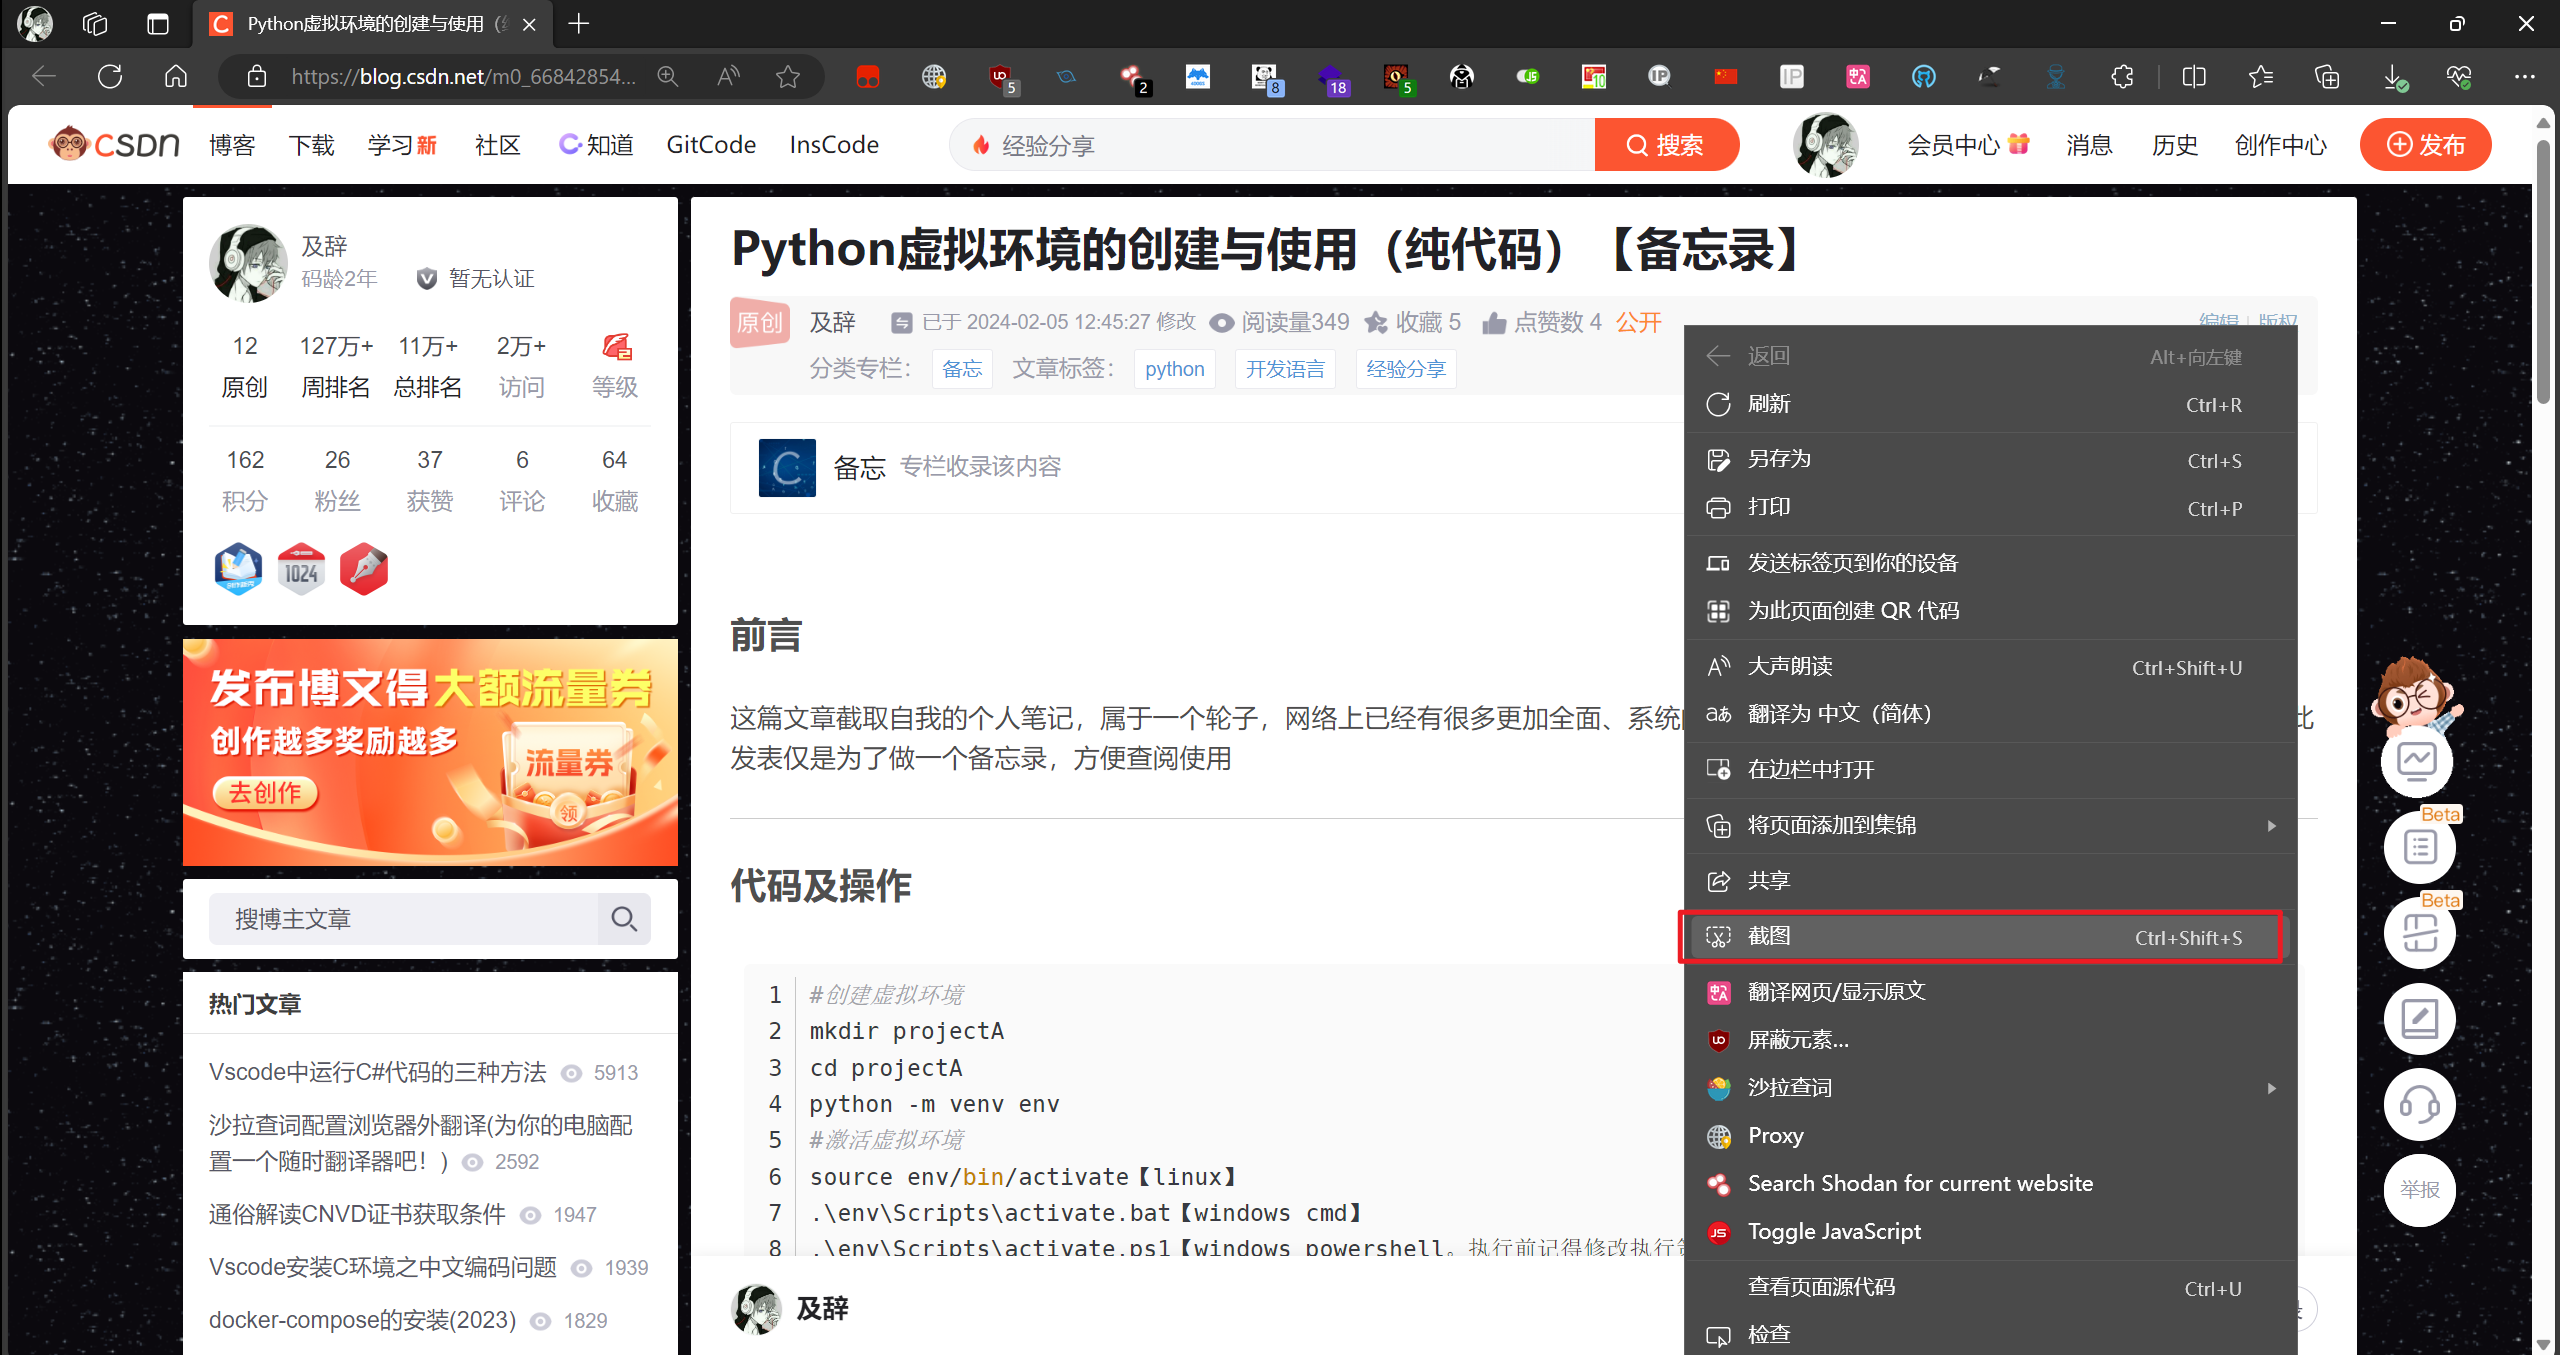 Python虚拟环境的创建与使用（
https://blog.csdn.net/m0_66842854...
5
2
8
18
5
10
CSDN
博客
下载
学习 新
社区
知道
GitCode
InsCode
经验分享
搜索
会员中心
消息
历史
创作中心
发布
及辞
码龄2年
暂无认证
12
127万+
11万+
2万+
原创
周排名
总排名
访问
等级
162
26
37
6
64
积分
粉丝
获赞
评论
收藏
1024
发布博文得大额流量券
创作越多奖励越多
流量券
去创作
领
搜博主文章
热门文章
Vscode中运行C#代码的三种方法 5913
沙拉查词配置浏览器外翻译(为你的电脑配
置一个随时翻译器吧！) 2592
通俗解读CNVD证书获取条件 1947
Vscode安装C环境之中文编码问题 1939
docker-compose的安装(2023) 1829
Python虚拟环境的创建与使用（纯代码）【备忘录】
原创
及辞
已于 2024-02-05 12:45:27 修改
阅读量349
收藏 5
点赞数 4
公开
编辑
版权
分类专栏：
备忘
文章标签：
python
开发语言
经验分享
备忘
专栏收录该内容
前言
这篇文章截取自我的个人笔记，属于一个轮子，网络上已经有很多更加全面、系统
比
发表仅是为了做一个备忘录，方便查阅使用
代码及操作
1 #创建虚拟环境
2 mkdir projectA
3 cd projectA
4 python -m venv env
5 #激活虚拟环境
6 source env/bin/activate【linux】
7 .\env\Scripts\activate.bat【windows cmd】
8 .\env\Scripts\activate.ps1【windows powershell。执行前记得修改执行
及辞
返回 Alt+向左键
刷新 Ctrl+R
另存为 Ctrl+S
打印 Ctrl+P
发送标签页到你的设备
为此页面创建 QR 代码
大声朗读 Ctrl+Shift+U
翻译为 中文（简体）
在边栏中打开
将页面添加到集锦
共享
截图 Ctrl+Shift+S
翻译网页/显示原文
屏蔽元素...
沙拉查词
Proxy
Search Shodan for current website
Toggle JavaScript
查看页面源代码 Ctrl+U
检查
Beta
Beta
举报